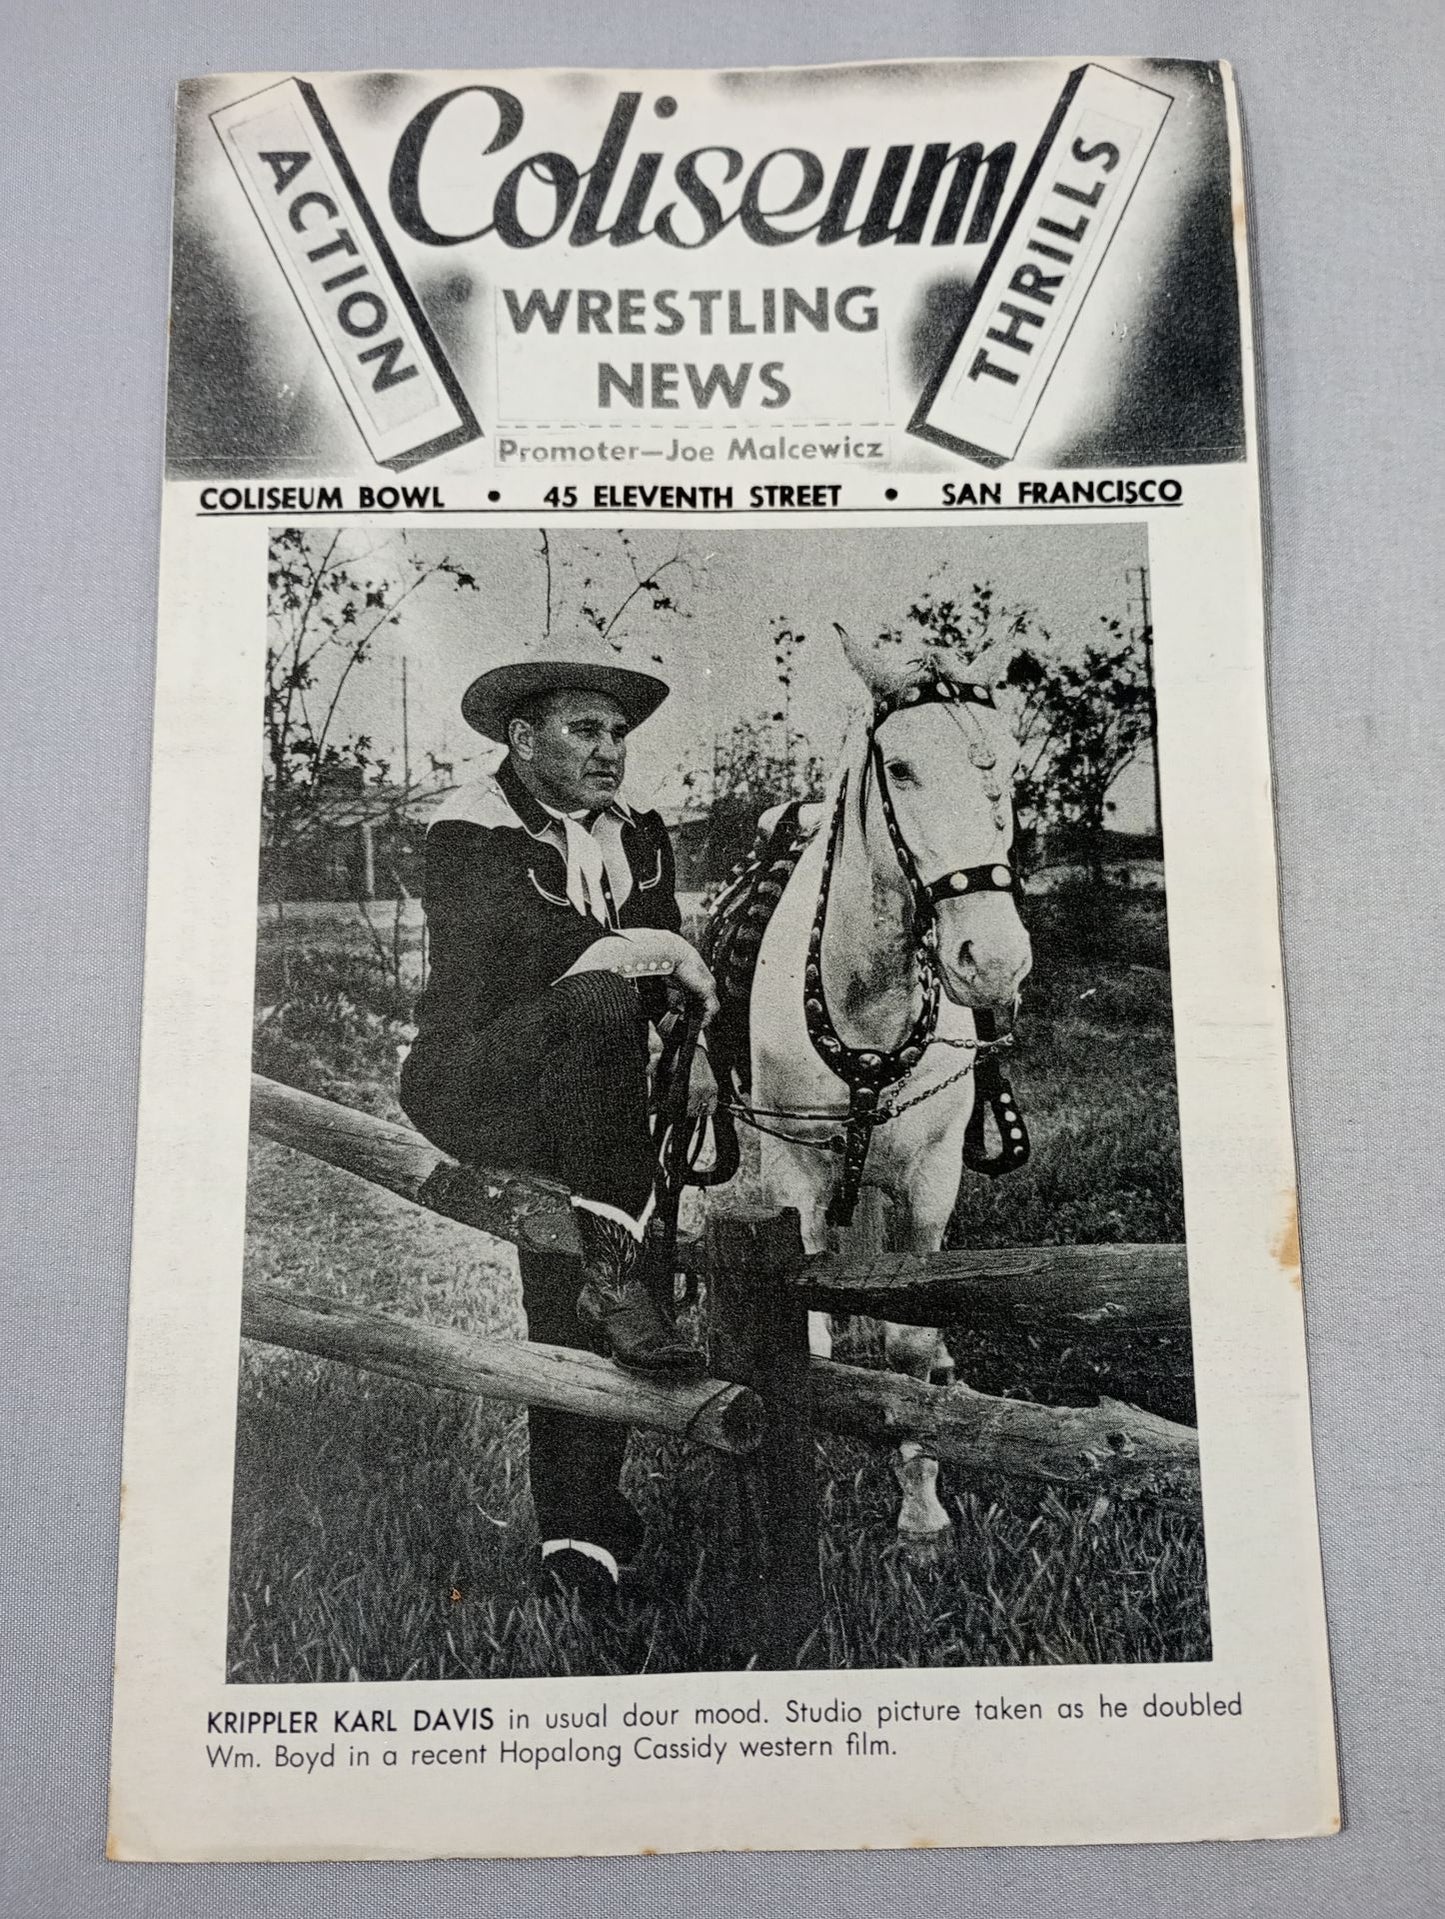 ACTION
Coliseum
THRILLS
WRESTLING
NEWS
Promoter—Joe Malcewicz
COLISEUM BOWL • 45 ELEVENTH STREET • SAN FRANCISCO
KRIPPLER KARL DAVIS in usual dour mood. Studio picture taken as he doubled
Wm. Boyd in a recent Hopalong Cassidy western film.